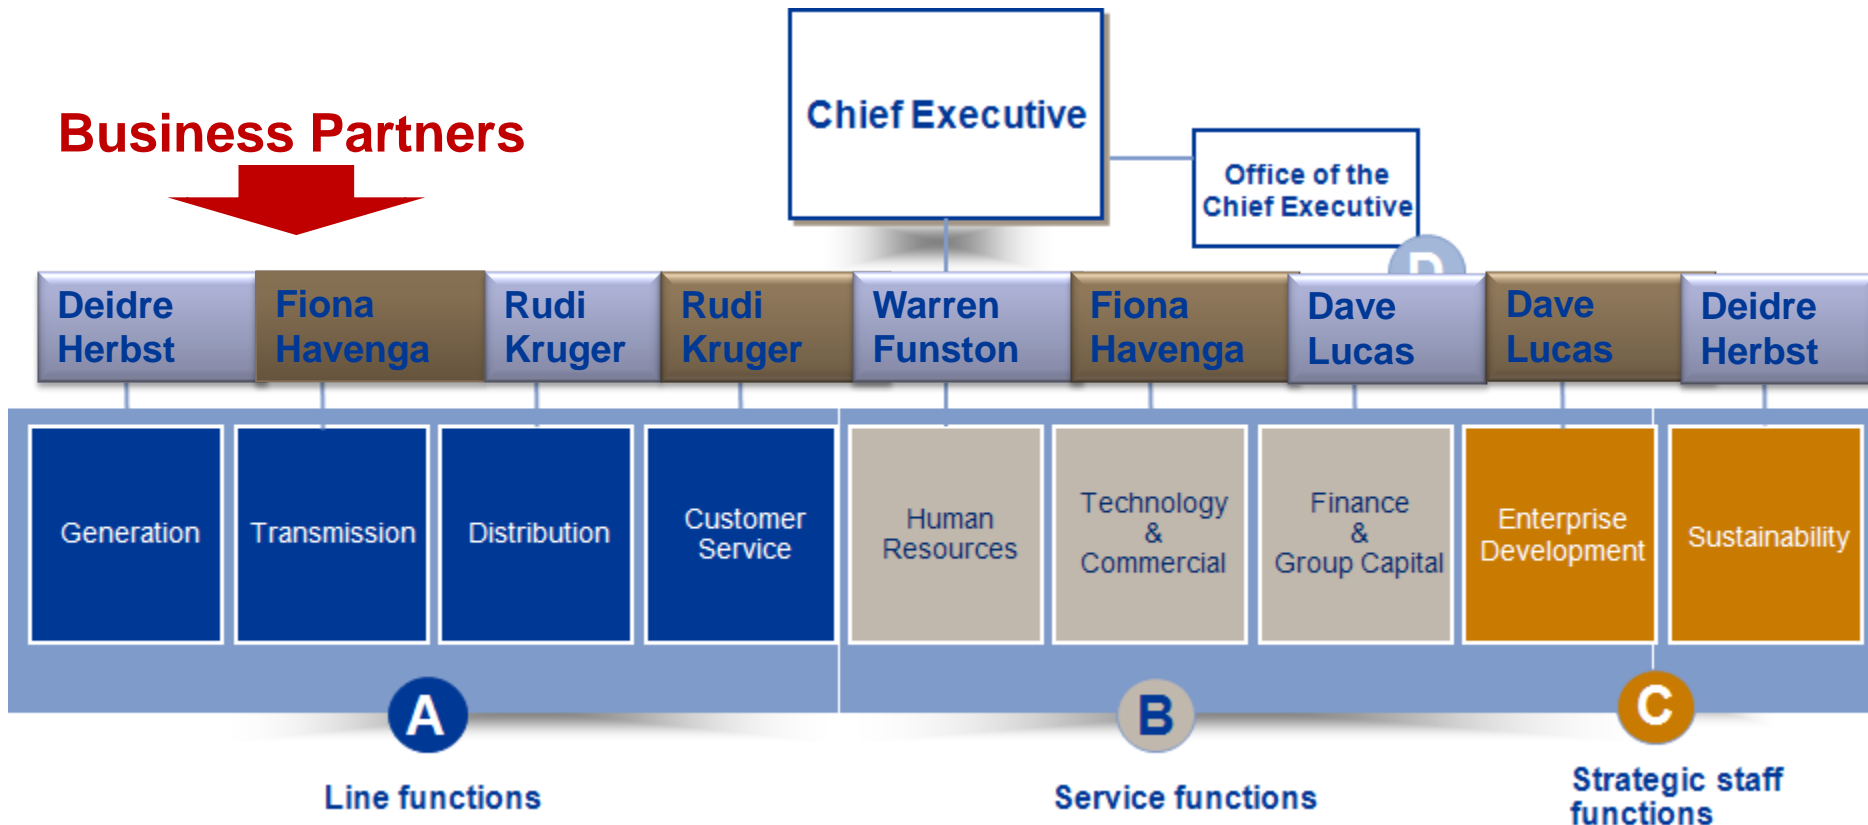 Chief Executive
Business Partners
Office of the
Chief Executive
D
Deidre
Herbst
Fiona
Havenga
Rudi
Kruger
Rudi
Kruger
Warren
Funston
Fiona
Havenga
Dave
Lucas
Dave
Lucas
Deidre
Herbst
Generation
Transmission
Distribution
Customer
Service
Human
Resources
Technology
&
Commercial
Finance
&
Group Capital
Enterprise
Development
Sustainability
A
Line functions
B
Service functions
C
Strategic staff
functions